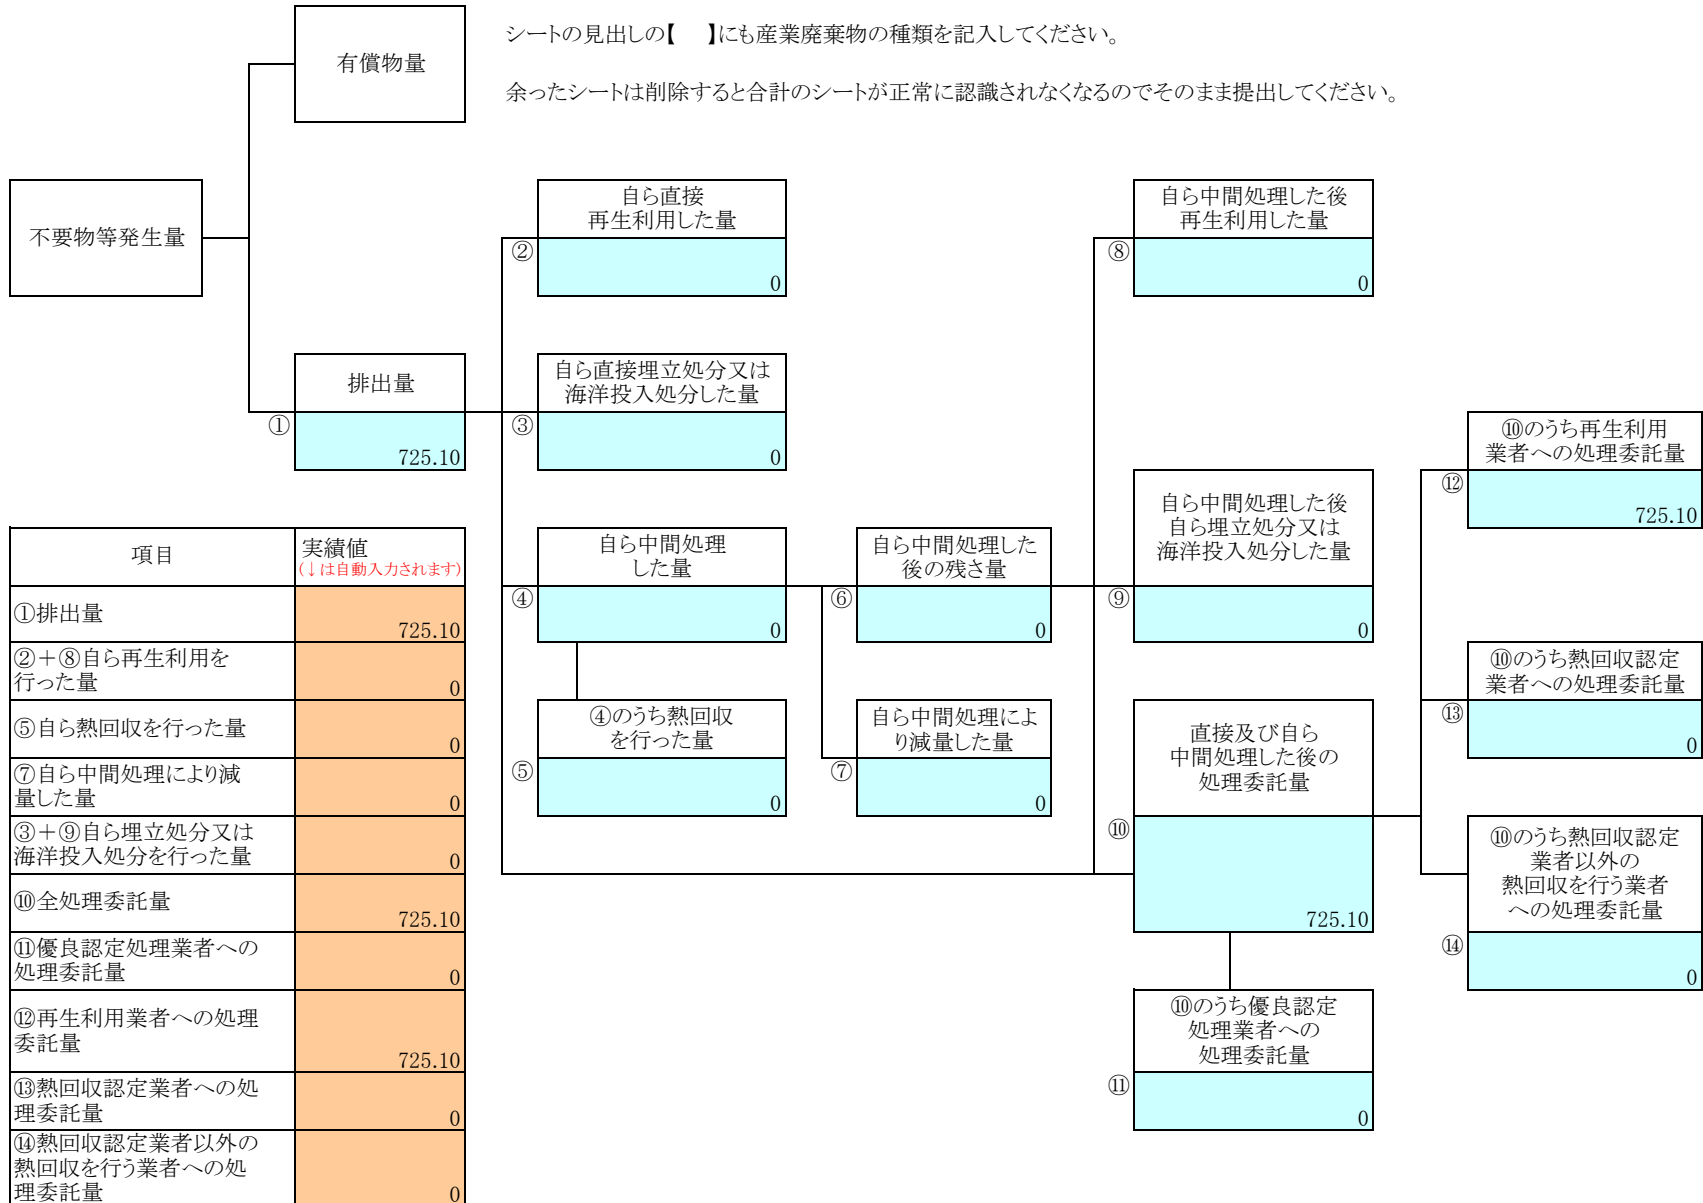 シートの見出しの【　】にも産業廃棄物の種類を記入してください。
余ったシートは削除すると合計のシートが正常に認識されなくなるのでそのまま提出してください。
有償物量
不要物等発生量
排出量
①
725.10
自ら直接
再生利用した量
②
0
自ら直接埋立処分又は
海洋投入処分した量
③
0
自ら中間処理
した量
④
0
④のうち熱回収
を行った量
⑤
0
自ら中間処理した
後の残さ量
⑥
0
自ら中間処理によ
り減量した量
⑦
0
自ら中間処理した後
再生利用した量
⑧
0
自ら中間処理した後
自ら埋立処分又は
海洋投入処分した量
⑨
0
直接及び自ら
中間処理した後の
処理委託量
⑩
725.10
⑩のうち優良認定
処理業者への
処理委託量
⑪
0
⑩のうち再生利用
業者への処理委託量
⑫
725.10
⑩のうち熱回収認定
業者への処理委託量
⑬
0
⑩のうち熱回収認定
業者以外の
熱回収を行う業者
への処理委託量
⑭
0
項目
実績値
(↓は自動入力されます)
①排出量
725.10
②＋⑧自ら再生利用を
行った量
0
⑤自ら熱回収を行った量
0
⑦自ら中間処理により減
量した量
0
③＋⑨自ら埋立処分又は
海洋投入処分を行った量
0
⑩全処理委託量
725.10
⑪優良認定処理業者への
処理委託量
0
⑫再生利用業者への処理
委託量
725.10
⑬熱回収認定業者への処
理委託量
0
⑭熱回収認定業者以外の
熱回収を行う業者への処
理委託量
0